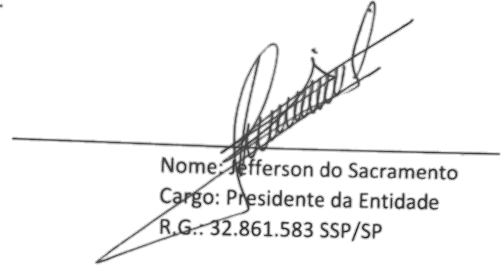 Nome: Jefferson do Sacramento
Cargo: Presidente da Entidade
R.G.: 32.861.583 SSP/SP